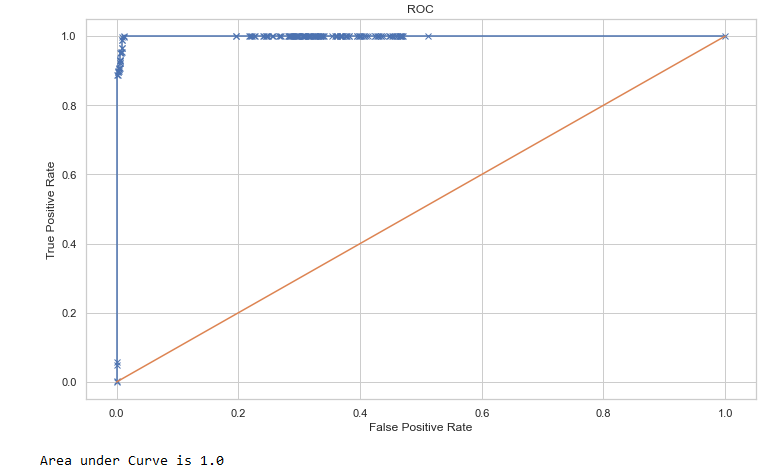 ROC
1.0
0.8
0.6
0.4
0.2
0.0
True Positive Rate
0.0 0.2 0.4 0.6 0.8 1.0
False Positive Rate
Area under Curve is 1.0